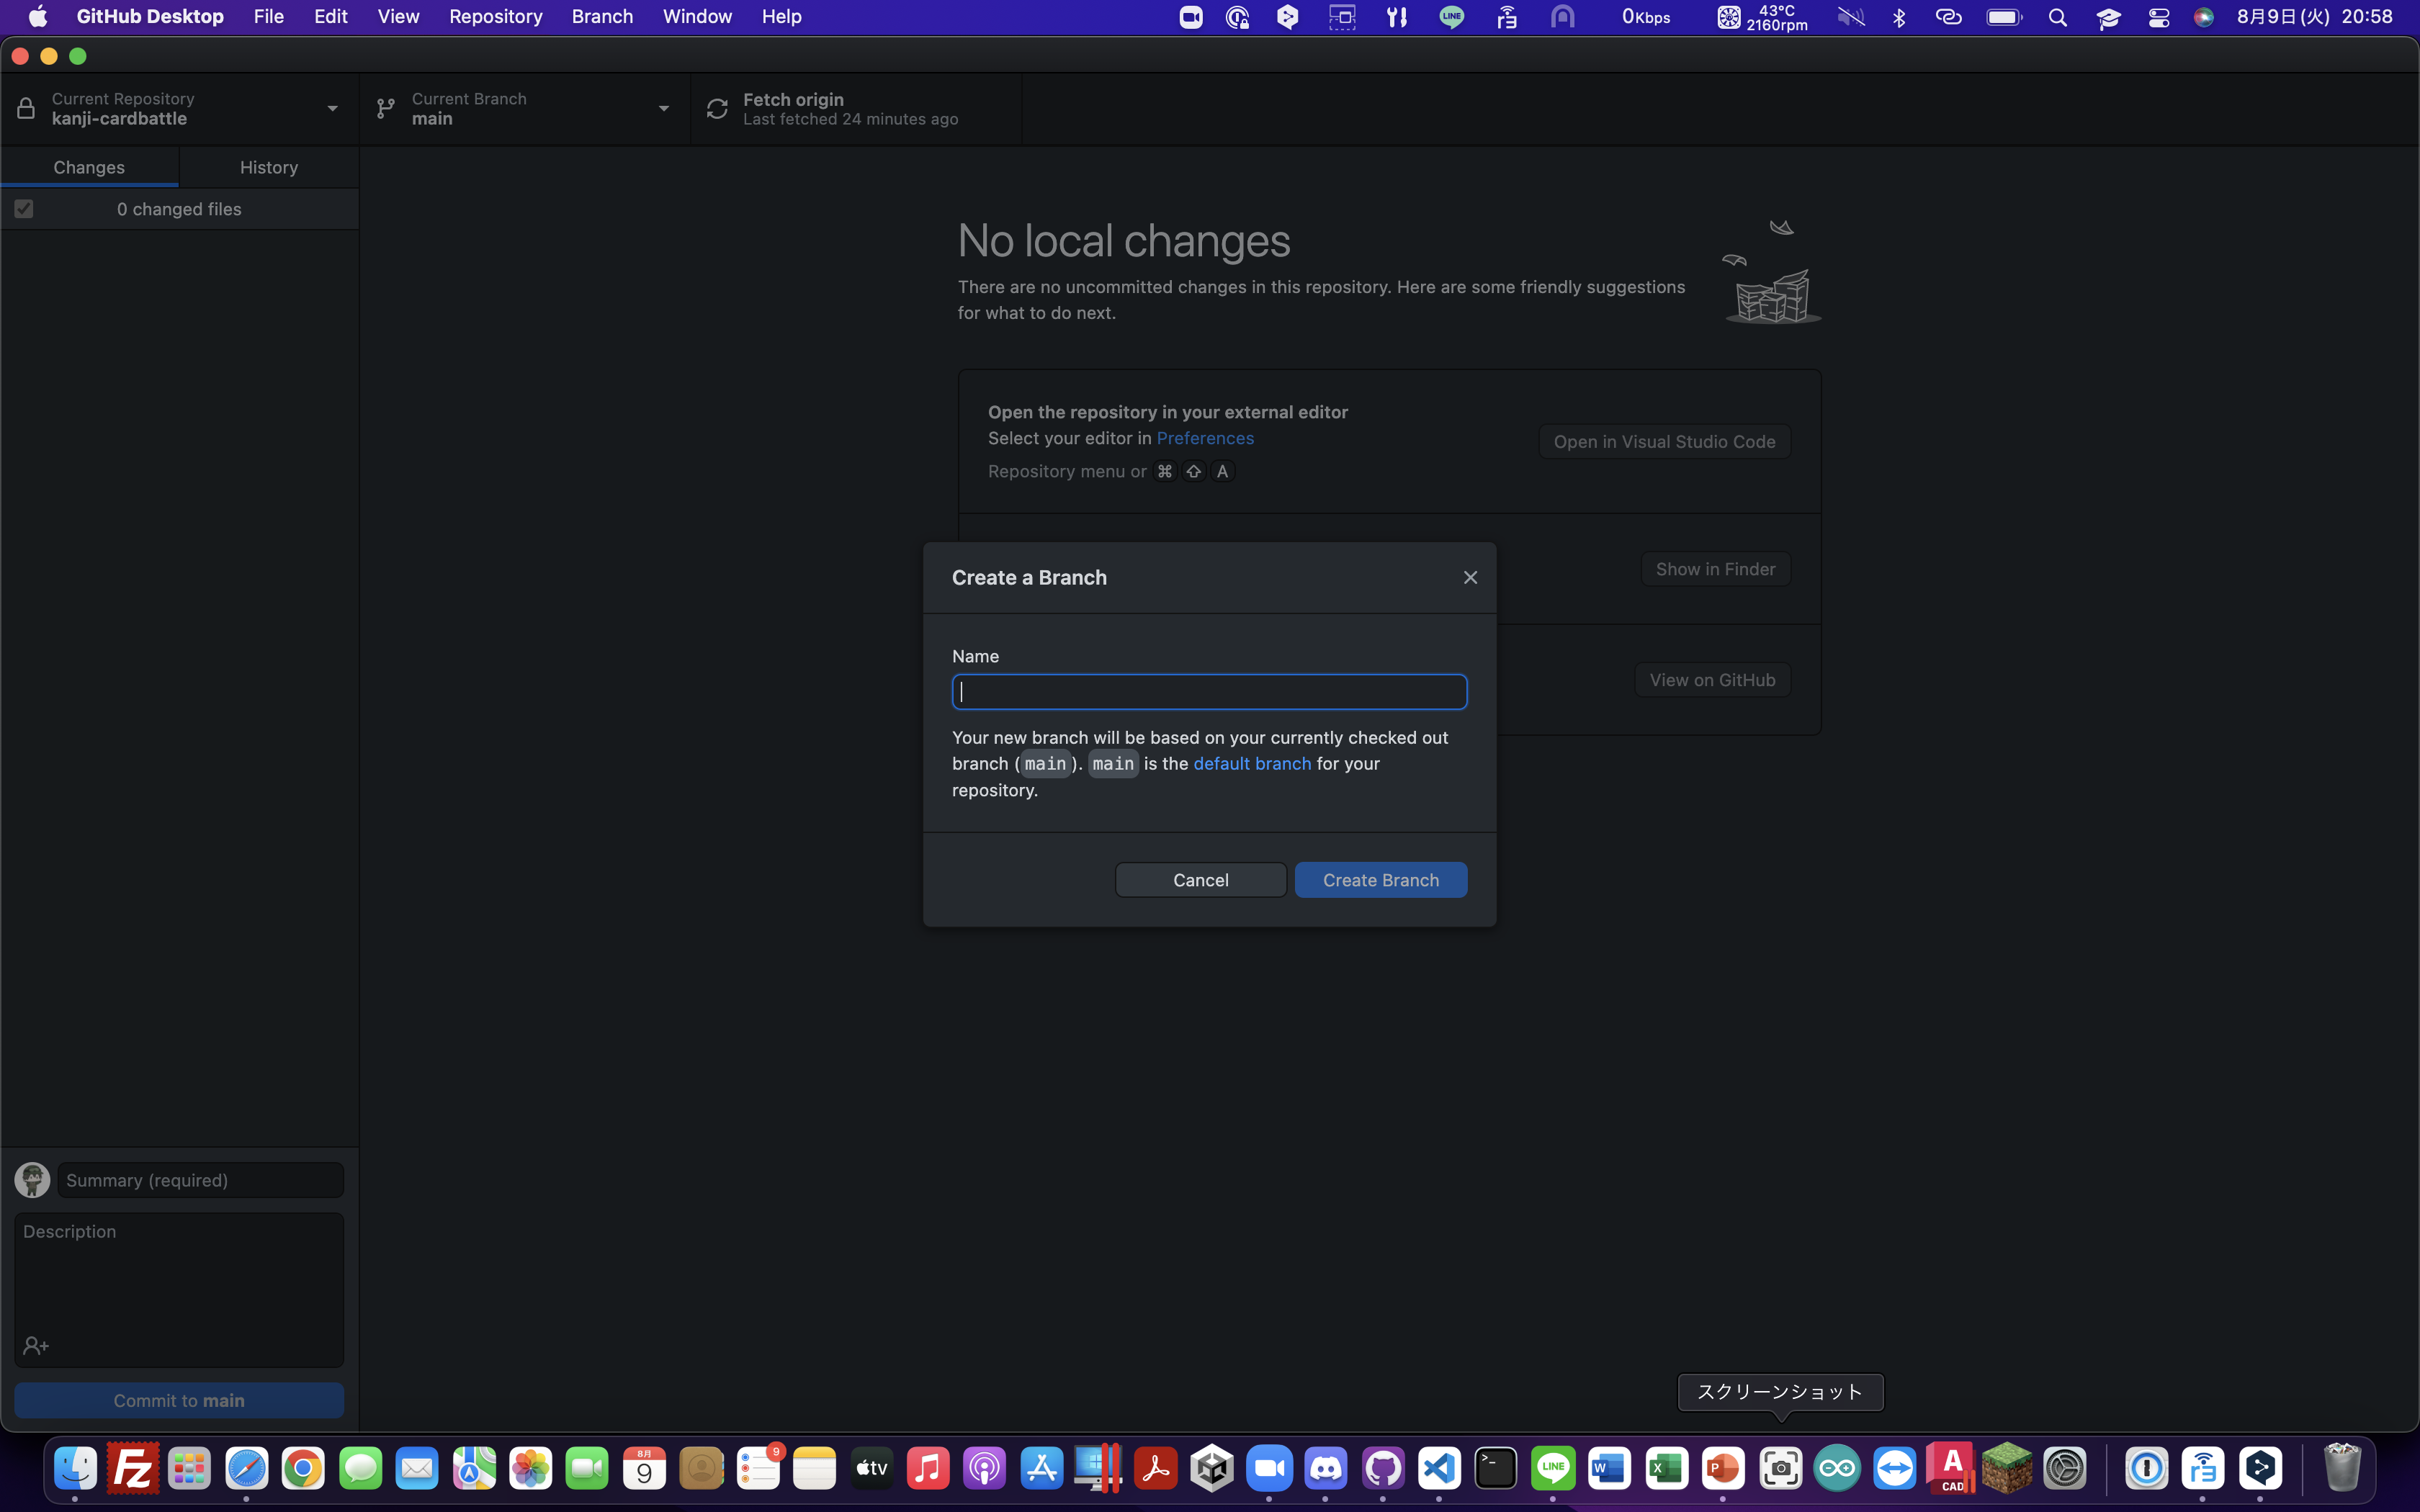 GitHub Desktop File Edit View Repository Branch Window Help
LINE
0Kbps
43°C
2160rpm
8月9日(火) 20:58
Current Repository
kanji-cardbattle
Current Branch
main
Fetch origin
Last fetched 24 minutes ago
Changes
History
0 changed files
No local changes
There are no uncommitted changes in this repository. Here are some friendly suggestions
for what to do next.
Open the repository in your external editor
Select your editor in Preferences
Repository menu or ⌘ ⇧ A
Open in Visual Studio Code
Show in Finder
View on GitHub
Create a Branch
Name
Your new branch will be based on your currently checked out
branch (main). main is the default branch for your
repository.
Cancel
Create Branch
Summary (required)
Description
Commit to main
スクリーンショット
Fz
8月
9
9
tv
>_
LINE
W
X
P
A
CAD